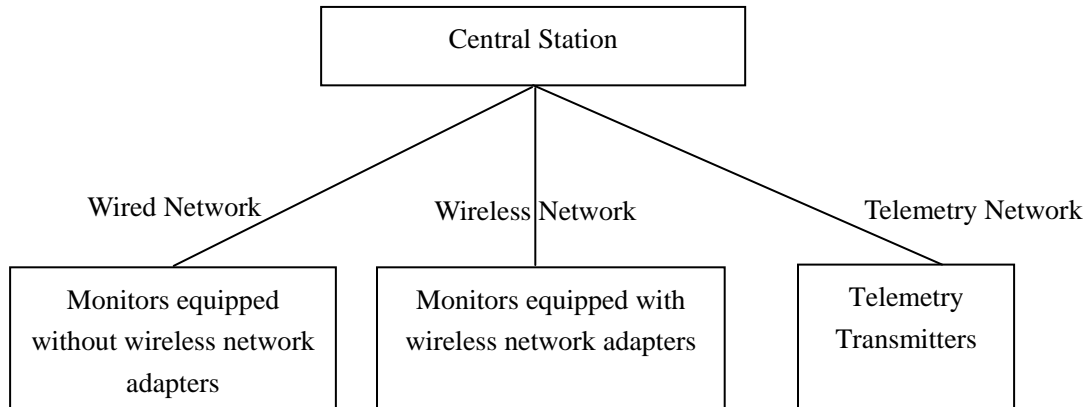 Central Station
Wired Network
Wireless Network
Telemetry Network
Monitors equipped
without wireless network
adapters
Monitors equipped with
wireless network adapters
Telemetry
Transmitters